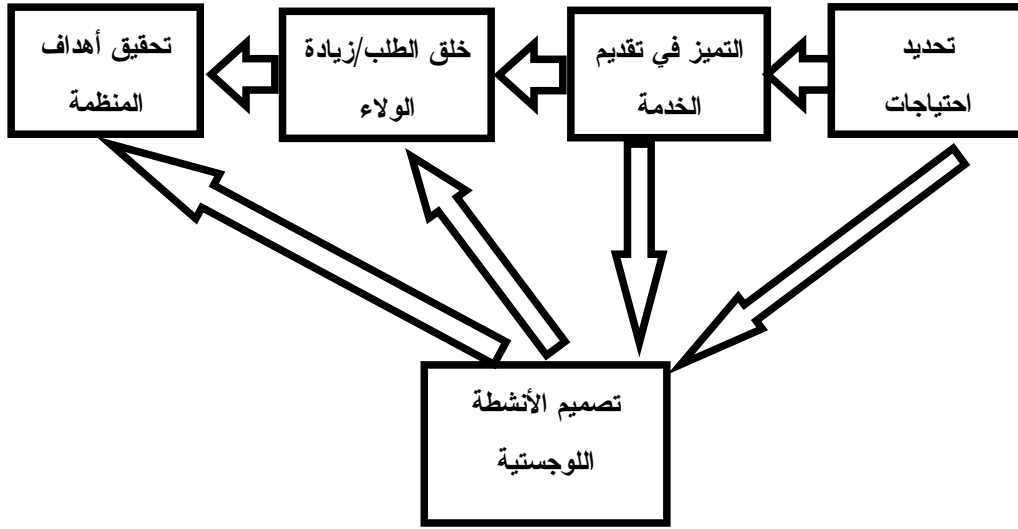 تحديد
احتياجات
التميز في تقديم
الخدمة
خلق الطلب/زيادة
الولاء
تحقيق أهداف
المنظمة
تصميم الأنشطة
اللوجستية